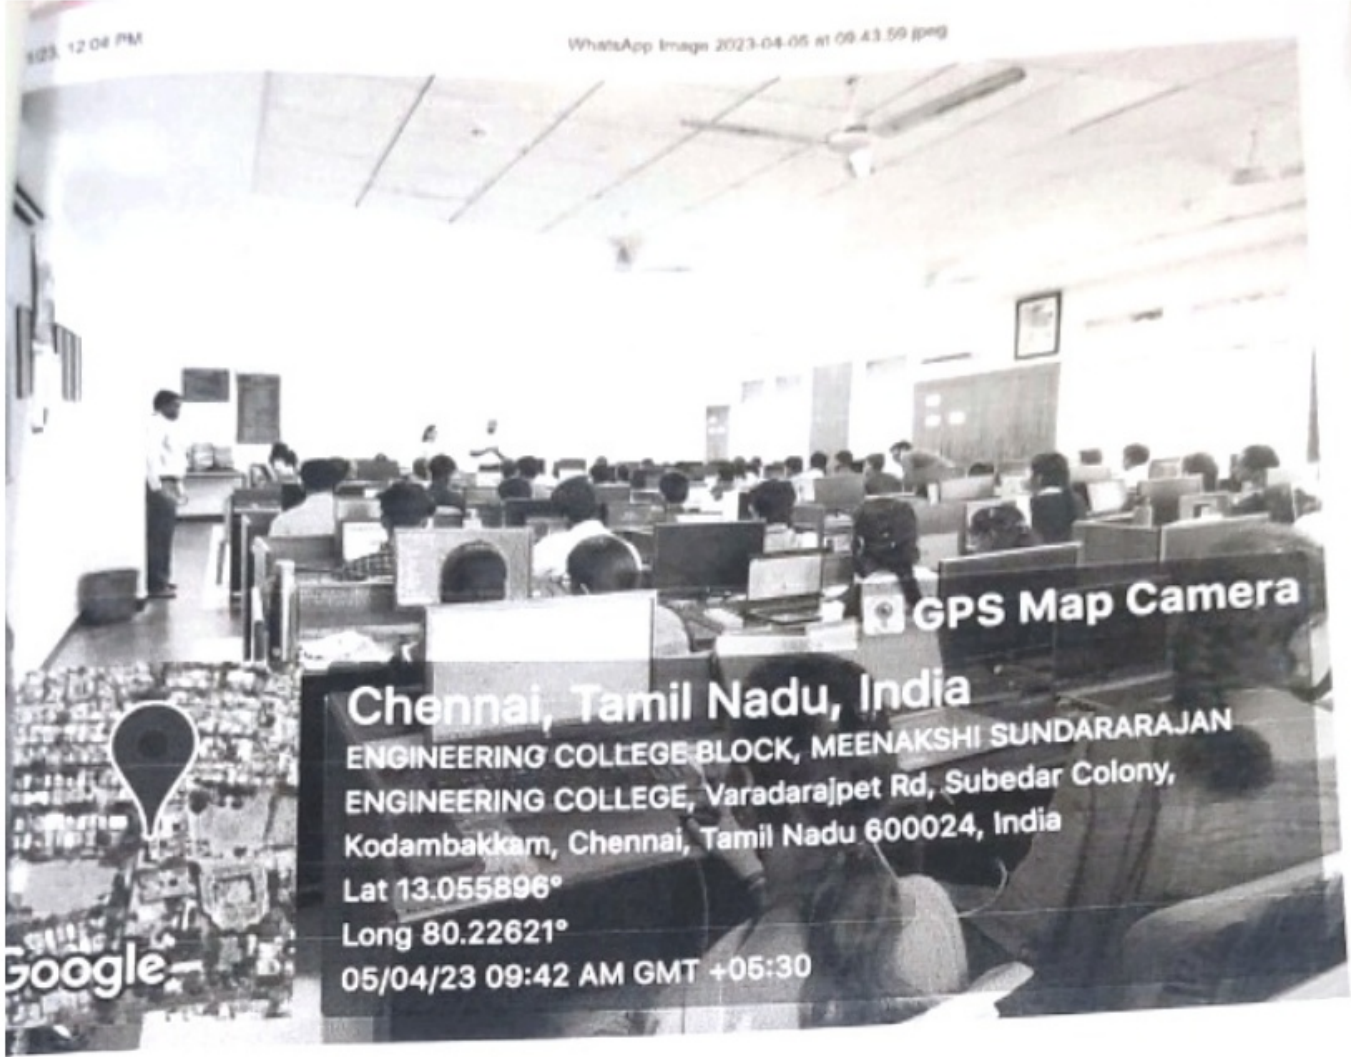 1/23, 12:04 PM
WhatsApp Image 2023-04-05 at 09.43.59.jpeg
GPS Map Camera
Chennai, Tamil Nadu, India
ENGINEERING COLLEGE BLOCK, MEENAKSHI SUNDARARAJAN
ENGINEERING COLLEGE, Varadarajpet Rd, Subedar Colony,
Kodambakkam, Chennai, Tamil Nadu 600024, India
Lat 13.055896°
Long 80.22621°
05/04/23 09:42 AM GMT +05:30
Google